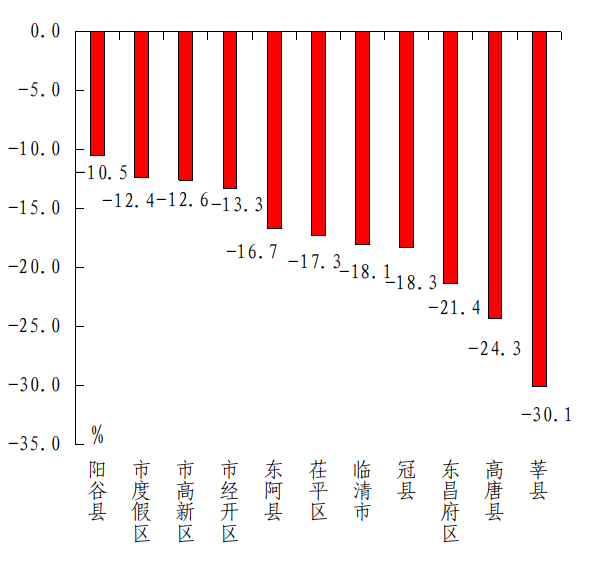 0.0
-5.0
-10.0
-15.0
-20.0
-25.0
-30.0
-35.0
%
-10.5
-12.4
-12.6
-13.3
-16.7
-17.3
-18.1
-18.3
-21.4
-24.3
-30.1
阳谷县
市度假区
市高新区
市经开区
东阿县
茌平区
临清市
冠县
东昌府区
高唐县
莘县